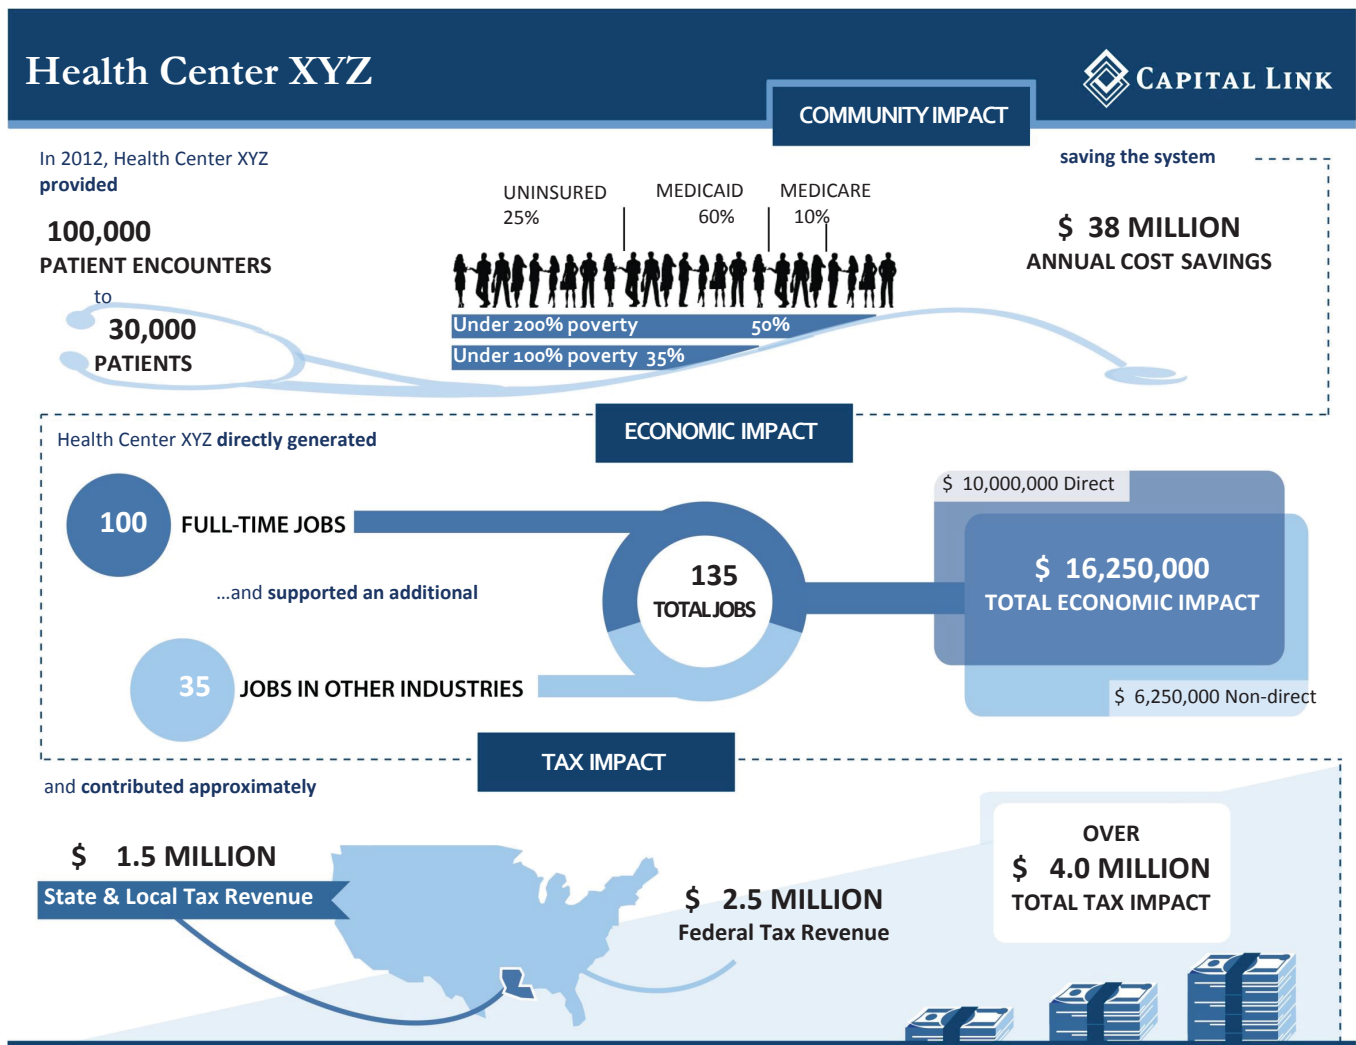 Health Center XYZ
CAPITAL LINK
COMMUNITY IMPACT
In 2012, Health Center XYZ
provided
100,000
PATIENT ENCOUNTERS
to
30,000
PATIENTS
UNINSURED
25%
MEDICAID
60%
MEDICARE
10%
Under 200% poverty 50%
Under 100% poverty 35%
saving the system
$ 38 MILLION
ANNUAL COST SAVINGS
ECONOMIC IMPACT
Health Center XYZ directly generated
100 FULL-TIME JOBS
...and supported an additional
35 JOBS IN OTHER INDUSTRIES
135
TOTAL JOBS
$ 10,000,000 Direct
$ 16,250,000
TOTAL ECONOMIC IMPACT
$ 6,250,000 Non-direct
TAX IMPACT
and contributed approximately
$ 1.5 MILLION
State & Local Tax Revenue
$ 2.5 MILLION
Federal Tax Revenue
OVER
$ 4.0 MILLION
TOTAL TAX IMPACT